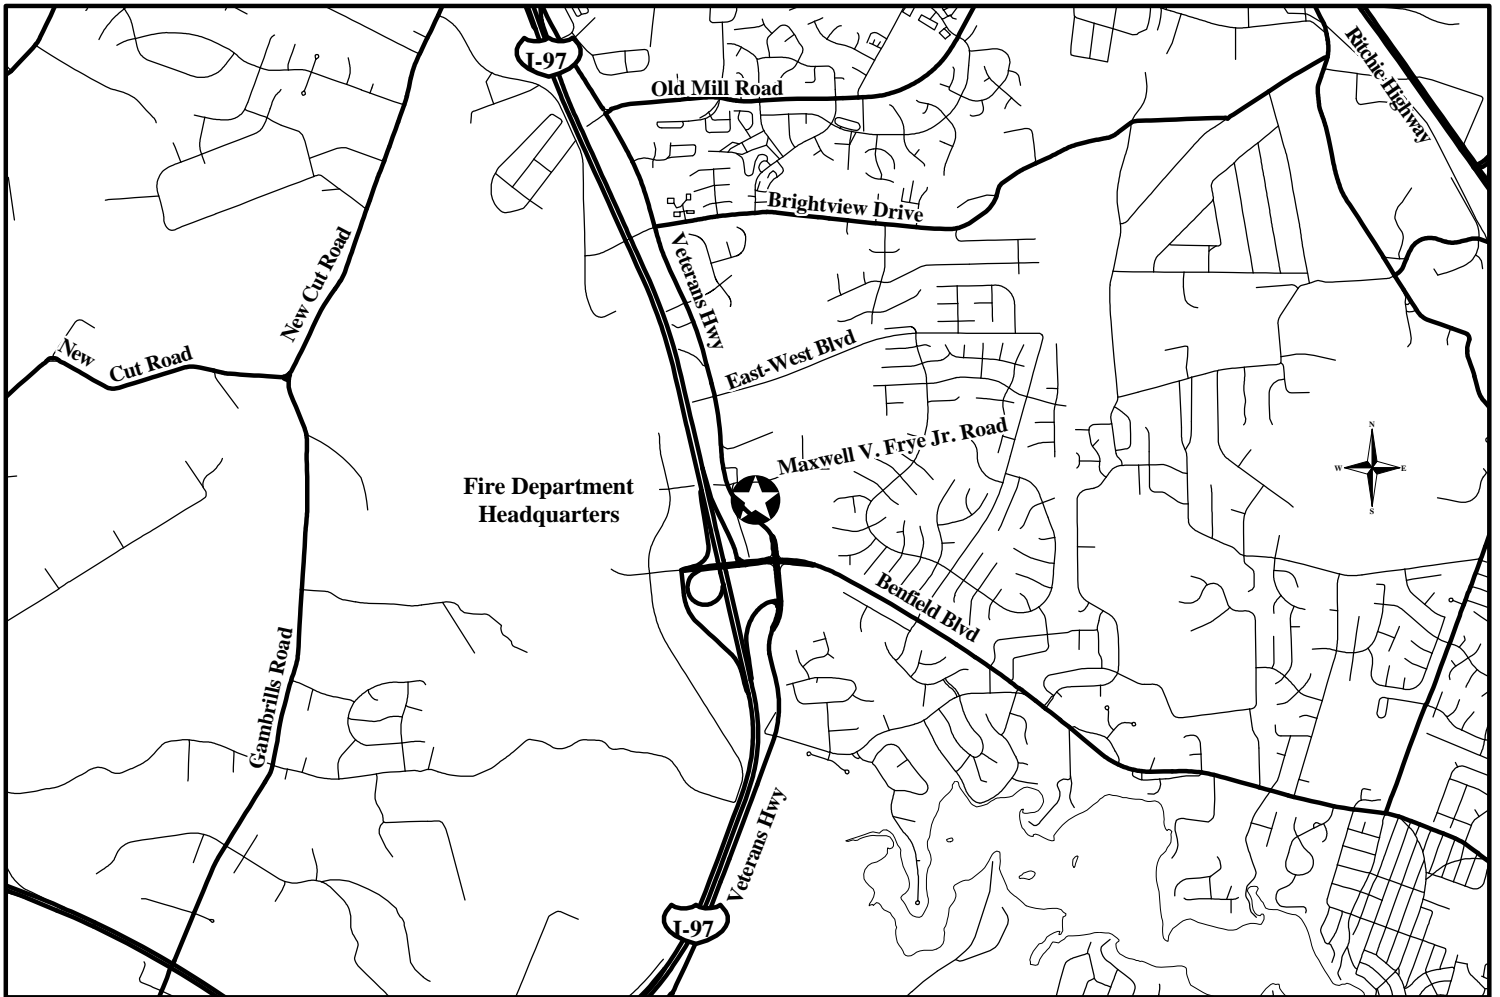 I-97
Old Mill Road
Ritchie Highway
Brightview Drive
Veterans Hwy
New Cut Road
New Cut Road
East-West Blvd
Maxwell V. Frye Jr. Road
N
W E
S
Fire Department
Headquarters
Benfield Blvd
Gambrills Road
Veterans Hwy
I-97